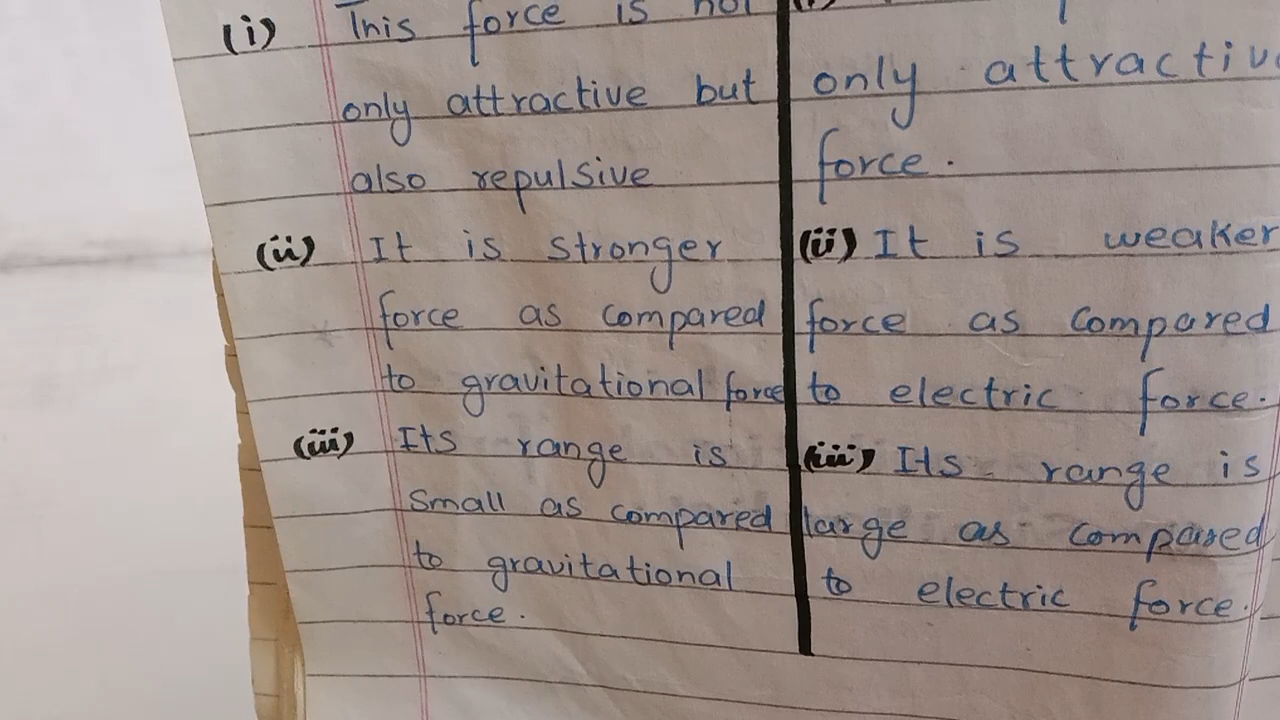 (i) This force is not
only attractive but
also repulsive
(ii) It is stronger
force as compared
to gravitational force
(iii) Its range is
small as compared
to gravitational
force.
only attractive
force.
(ii) It is weaker
force as compared
to electric force.
(iii) Its range is
large as compared
to electric force.